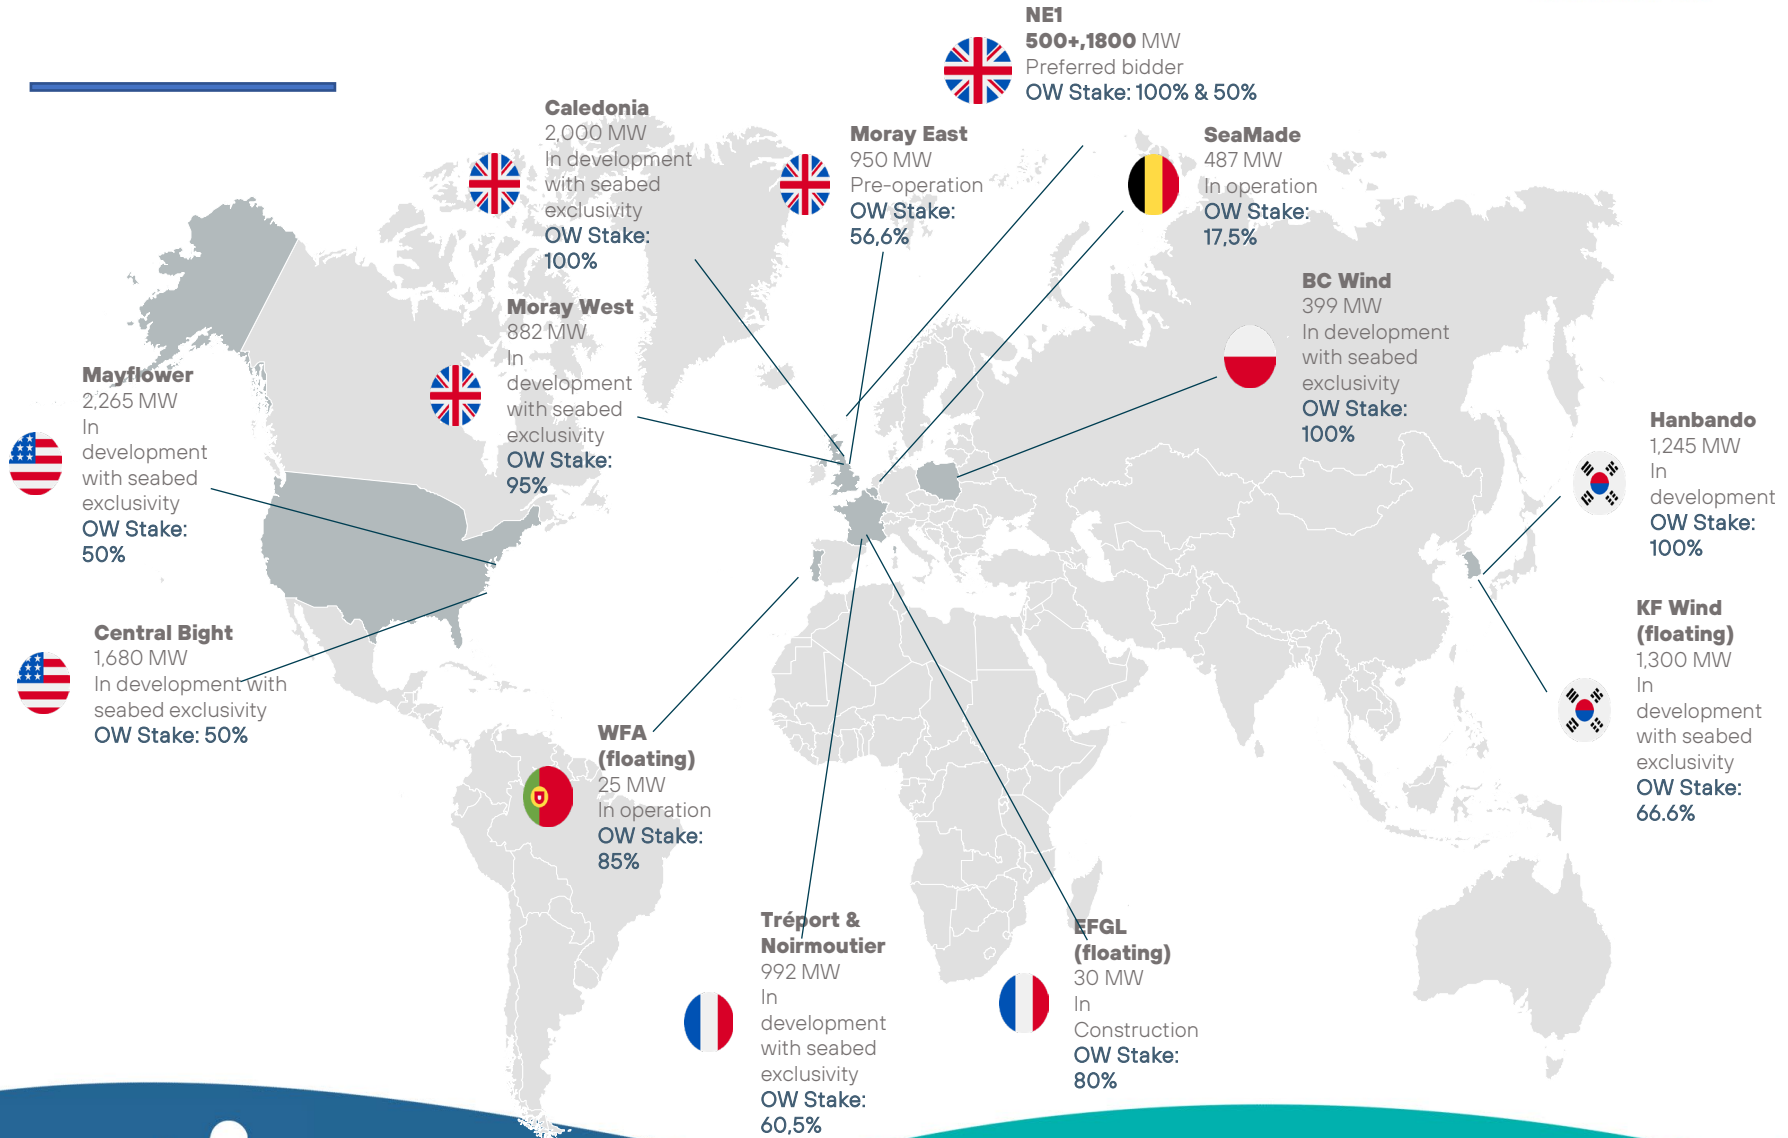 NE1
500+,1800 MW
Preferred bidder
OW Stake: 100% & 50%
Caledonia
2,000 MW
In development
with seabed
exclusivity
OW Stake:
100%
Moray East
950 MW
Pre-operation
OW Stake:
56,6%
SeaMade
487 MW
In operation
OW Stake:
17,5%
BC Wind
399 MW
In development
with seabed
exclusivity
OW Stake:
100%
Moray West
882 MW
In
development
with seabed
exclusivity
OW Stake:
95%
Mayflower
2,265 MW
In
development
with seabed
exclusivity
OW Stake:
50%
Hanbando
1,245 MW
In
development
OW Stake:
100%
Central Bight
1,680 MW
In development with
seabed exclusivity
OW Stake: 50%
KF Wind
(floating)
1,300 MW
In
development
with seabed
exclusivity
OW Stake:
66.6%
WFA
(floating)
25 MW
In operation
OW Stake:
85%
Tréport &
Noirmoutier
992 MW
In
development
with seabed
exclusivity
OW Stake:
60,5%
EFGL
(floating)
30 MW
In
Construction
OW Stake:
80%